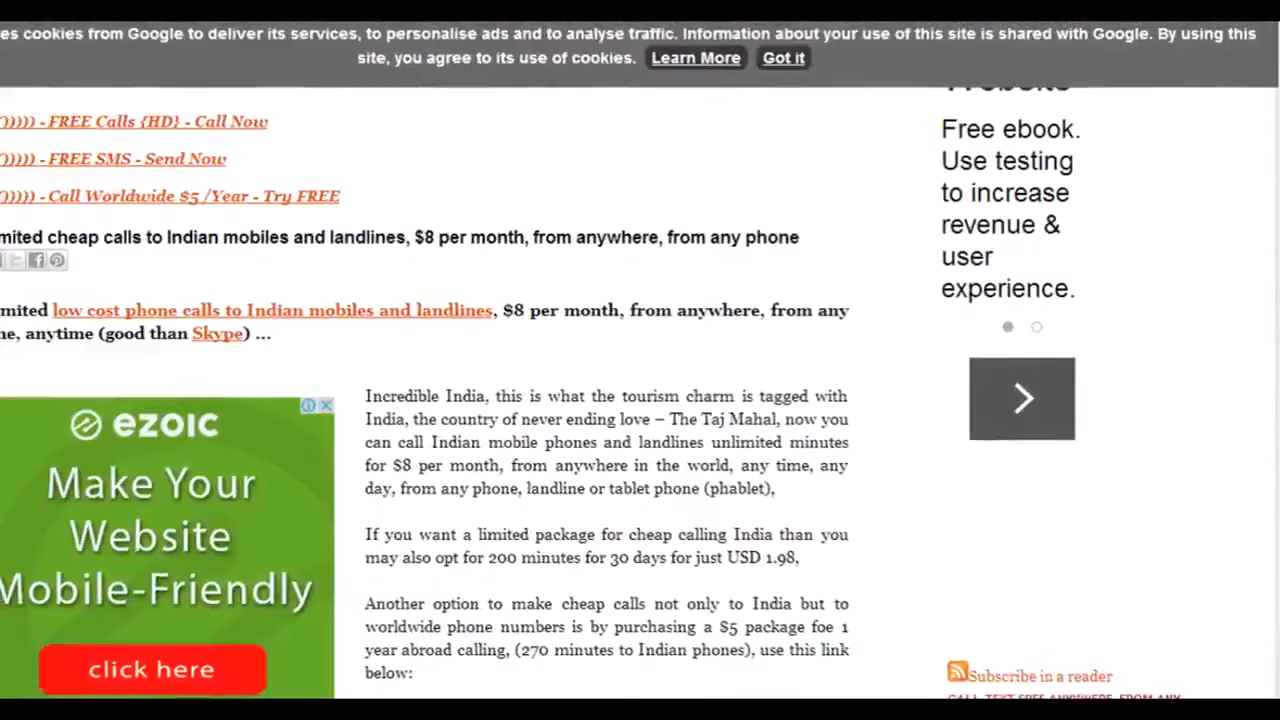 es cookies from Google to deliver its services, to personalise ads and to analyse traffic. Information about your use of this site is shared with Google. By using this
site, you agree to its use of cookies. Learn More Got it
Website
))))) - FREE Calls {HD} - Call Now
))))) - FREE SMS - Send Now
))))) - Call Worldwide $5 /Year - Try FREE
mited cheap calls to Indian mobiles and landlines, $8 per month, from anywhere, from any phone
imited low cost phone calls to Indian mobiles and landlines, $8 per month, from anywhere, from any
ne, anytime (good than Skype) ...
Incredible India, this is what the tourism charm is tagged with
India, the country of never ending love – The Taj Mahal, now you
can call Indian mobile phones and landlines unlimited minutes
for $8 per month, from anywhere in the world, any time, any
day, from any phone, landline or tablet phone (phablet),
If you want a limited package for cheap calling India than you
may also opt for 200 minutes for 30 days for just USD 1.98,
Another option to make cheap calls not only to India but to
worldwide phone numbers is by purchasing a $5 package foe 1
year abroad calling, (270 minutes to Indian phones), use this link
below:
ezoic
Make Your
Website
Mobile-Friendly
click here
Free ebook.
Use testing
to increase
revenue &
user
experience.
Subscribe in a reader
CALL, TEXT FREE ANYWHERE, FROM ANY